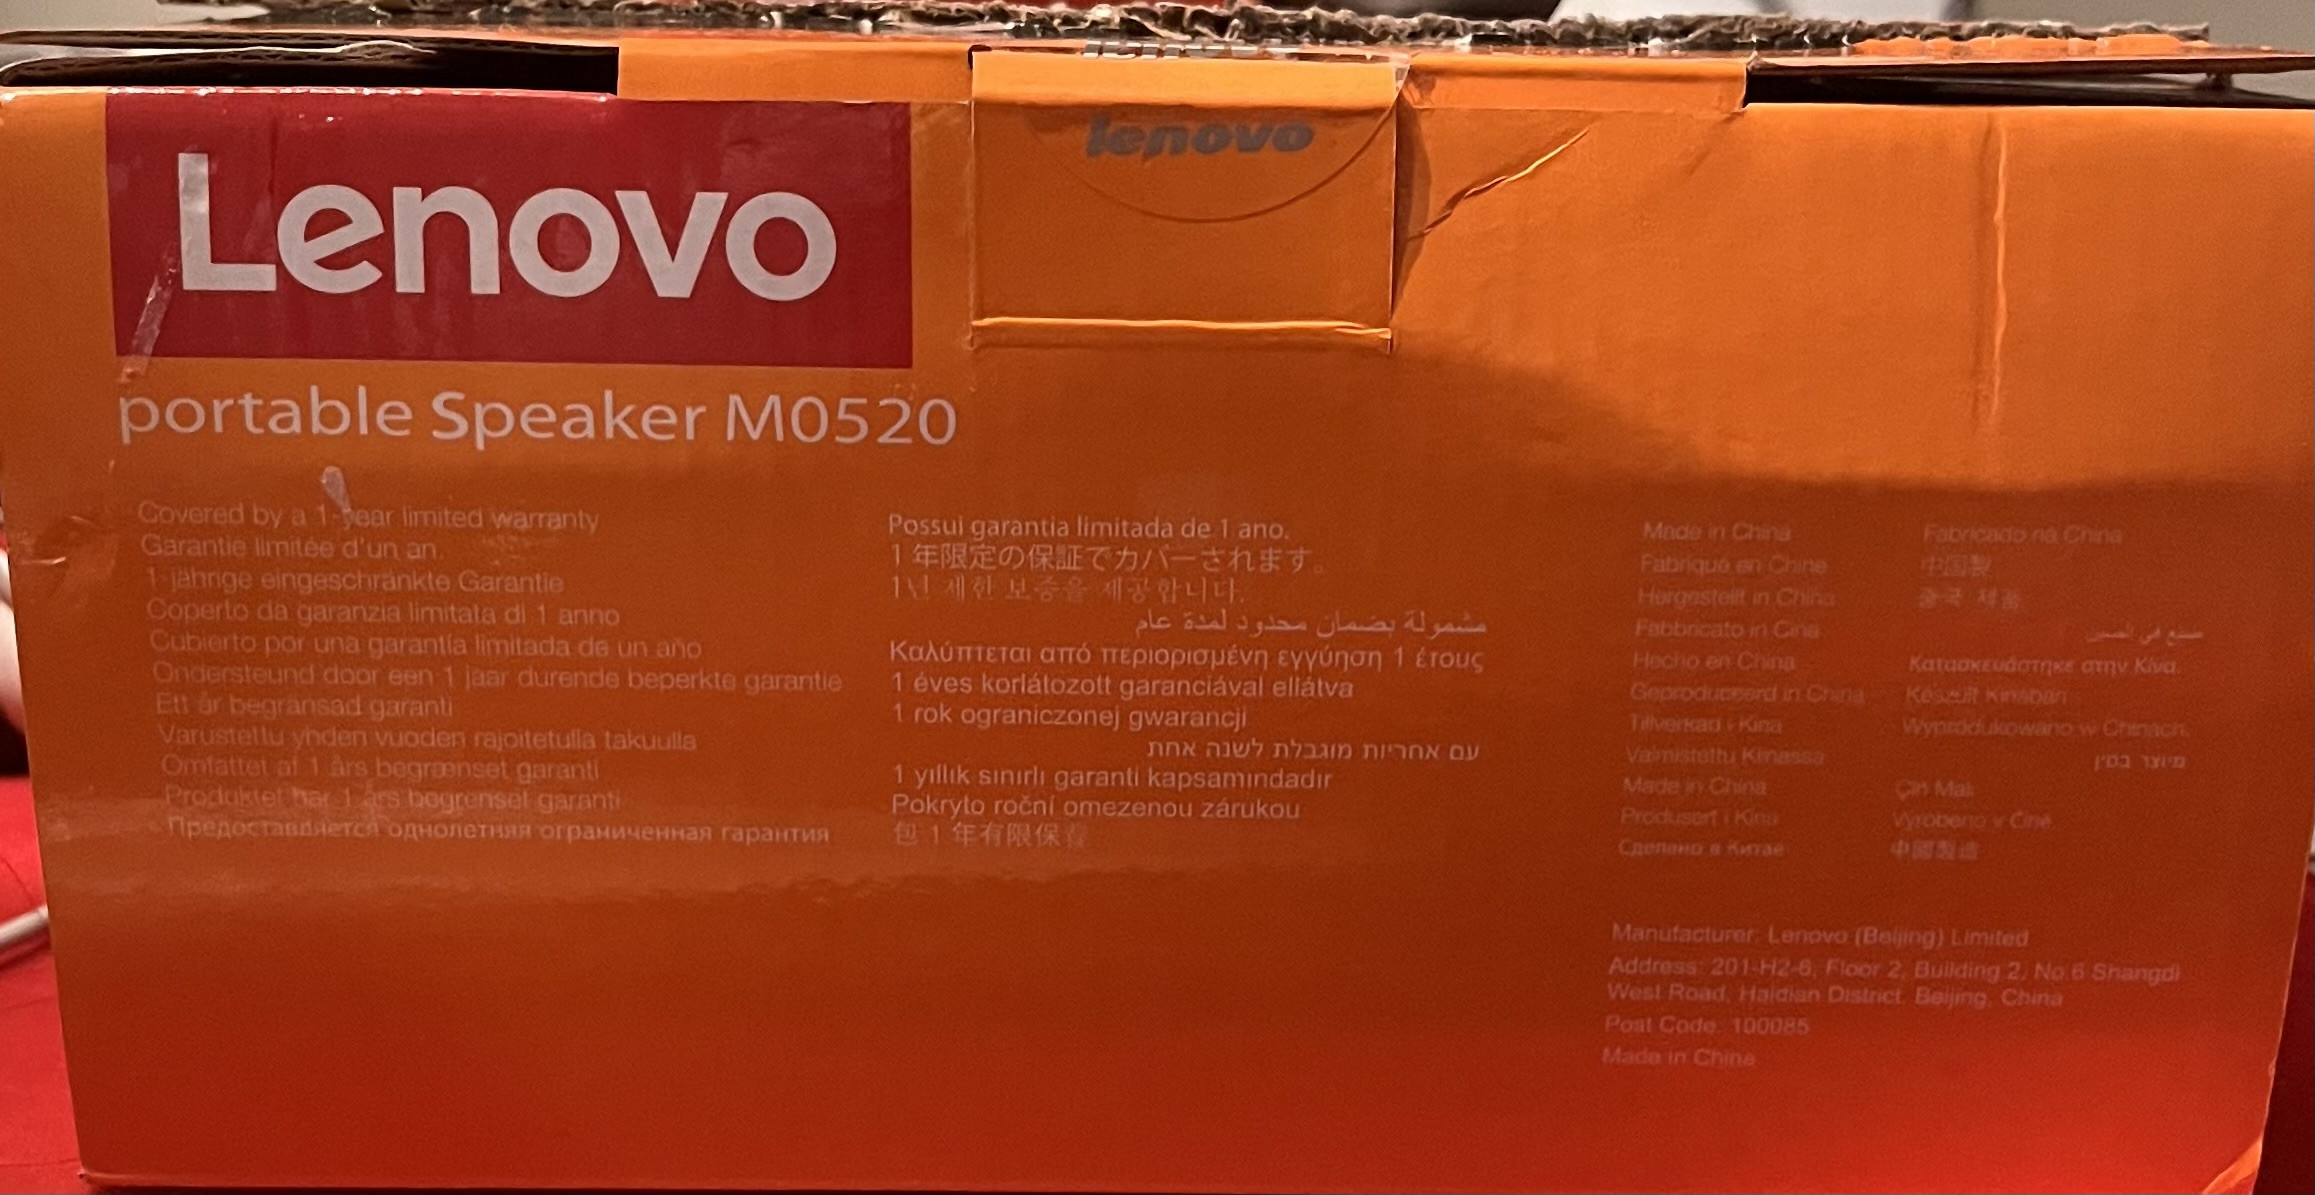 lenovo
Lenovo
portable Speaker M0520
Covered by a 1-year limited warranty
Garantie limitée d'un an
1-jährige eingeschränkte Garantie
Coperto da garanzia limitata di 1 anno
Cubierto por una garantía limitada de un año
Ondersteund door een 1 jaar durende beperkte garantie
Ett år begränsad garanti
Varustettu yhden vuoden rajoitetulla takuulla
Omfattet af 1 års begrænset garanti
Produktet har 1 års begrenset garanti
Предоставляется однолетняя ограниченная гарантия
Possui garantia limitada de 1 ano.
1 年限定の保証でカバーされます。
1년 제한 보증을 제공합니다.
مشمولة بضمان محدود لمدة عام
Καλύπτεται από περιορισμένη εγγύηση 1 έτους
1 éves korlátozott garanciával ellátva
1 rok ograniczonej gwarancji
עם אחריות מוגבלת לשנה אחת
1 yıllık sınırlı garanti kapsamındadır
Pokryto roční omezenou zárukou
包 1 年有限保養
Made in China
Fabriqué en Chine
Hergestellt in China
Fabbricato in Cina
Hecho en China
Geproduceerd in China
Tillverkad i Kina
Valmistettu Kiinassa
Made in China
Produsert i Kina
Сделано в Китае
Fabricado na China
中国製
중국 제품
صنع في الصين
Κατασκευάστηκε στην Κίνα.
Készült Kínában
Wyprodukowano w Chinach.
מיוצר בסין
Çin Malı
Vyrobeno v Číně
中國製造
Manufacturer: Lenovo (Beijing) Limited
Address: 201-H2-6, Floor 2, Building 2, No.6 Shangdi
West Road, Haidian District, Beijing, China
Post Code: 100085
Made in China